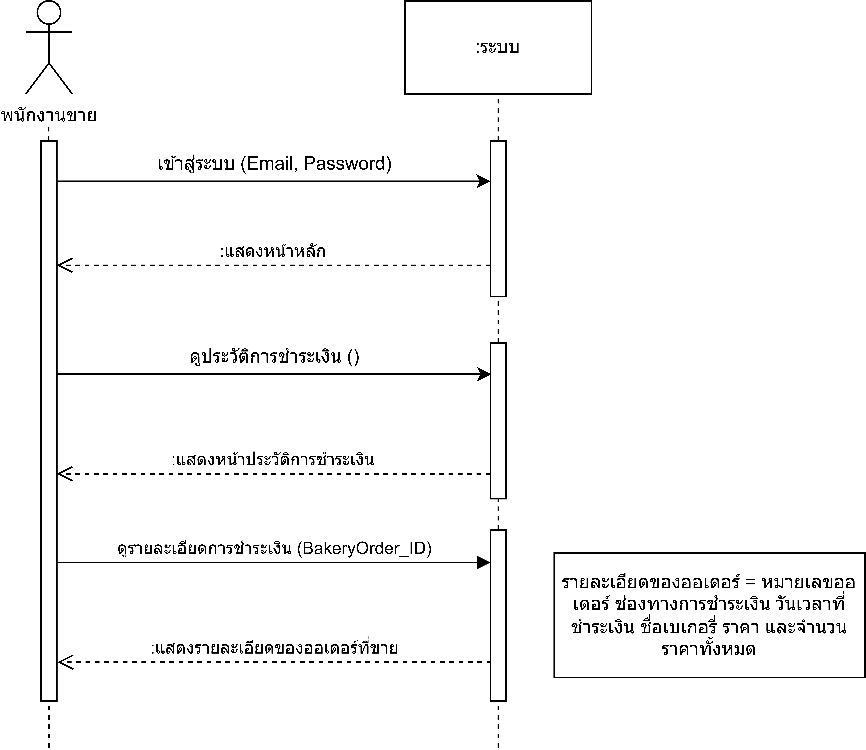 :ระบบ
พนักงานขาย
เข้าสู่ระบบ (Email, Password)
:แสดงหน้าหลัก
ดูประวัติการชำระเงิน ()
:แสดงหน้าประวัติการชำระเงิน
ดูรายละเอียดการชำระเงิน (BakeryOrder_ID)
รายละเอียดของออเดอร์ = หมายเลขออ
เดอร์ ช่องทางการชำระเงิน วันเวลาที่
ชำระเงิน ชื่อเบเกอรี่ ราคา และจำนวน
ราคาทั้งหมด
:แสดงรายละเอียดของออเดอร์ที่ขาย